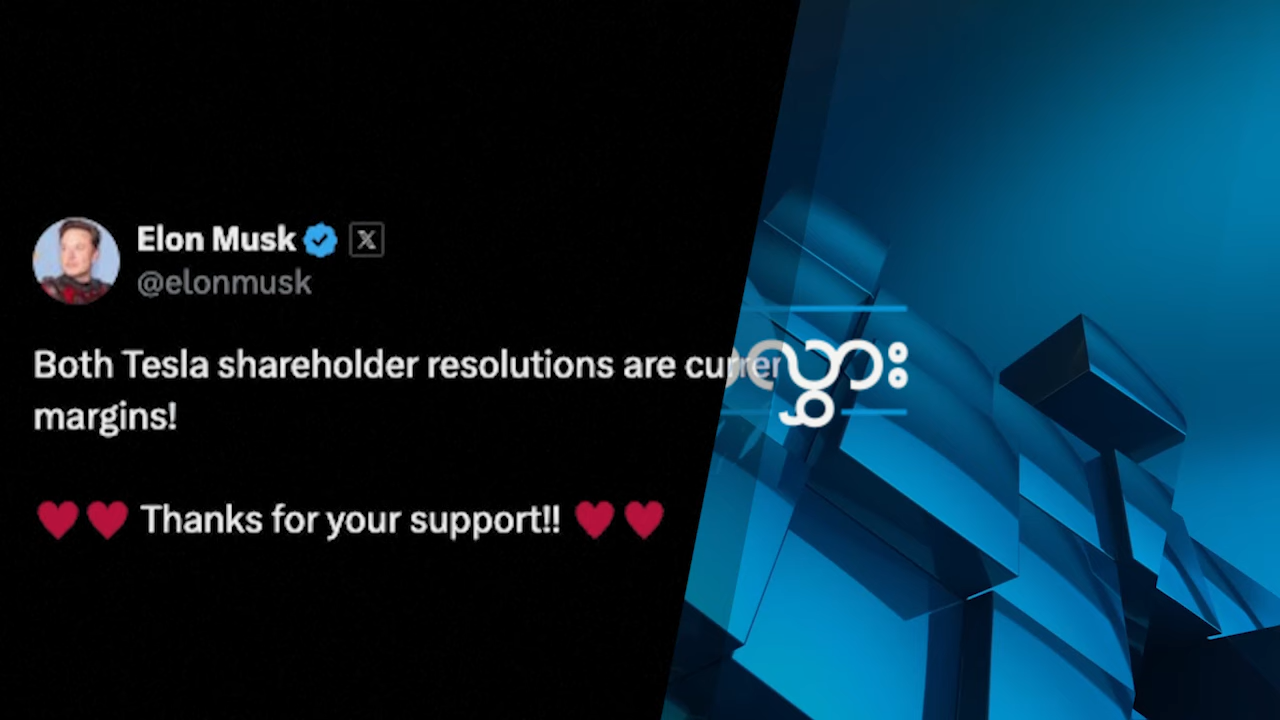 Elon Musk
@elonmusk
Both Tesla shareholder resolutions are
margins!
Thanks for your support!!